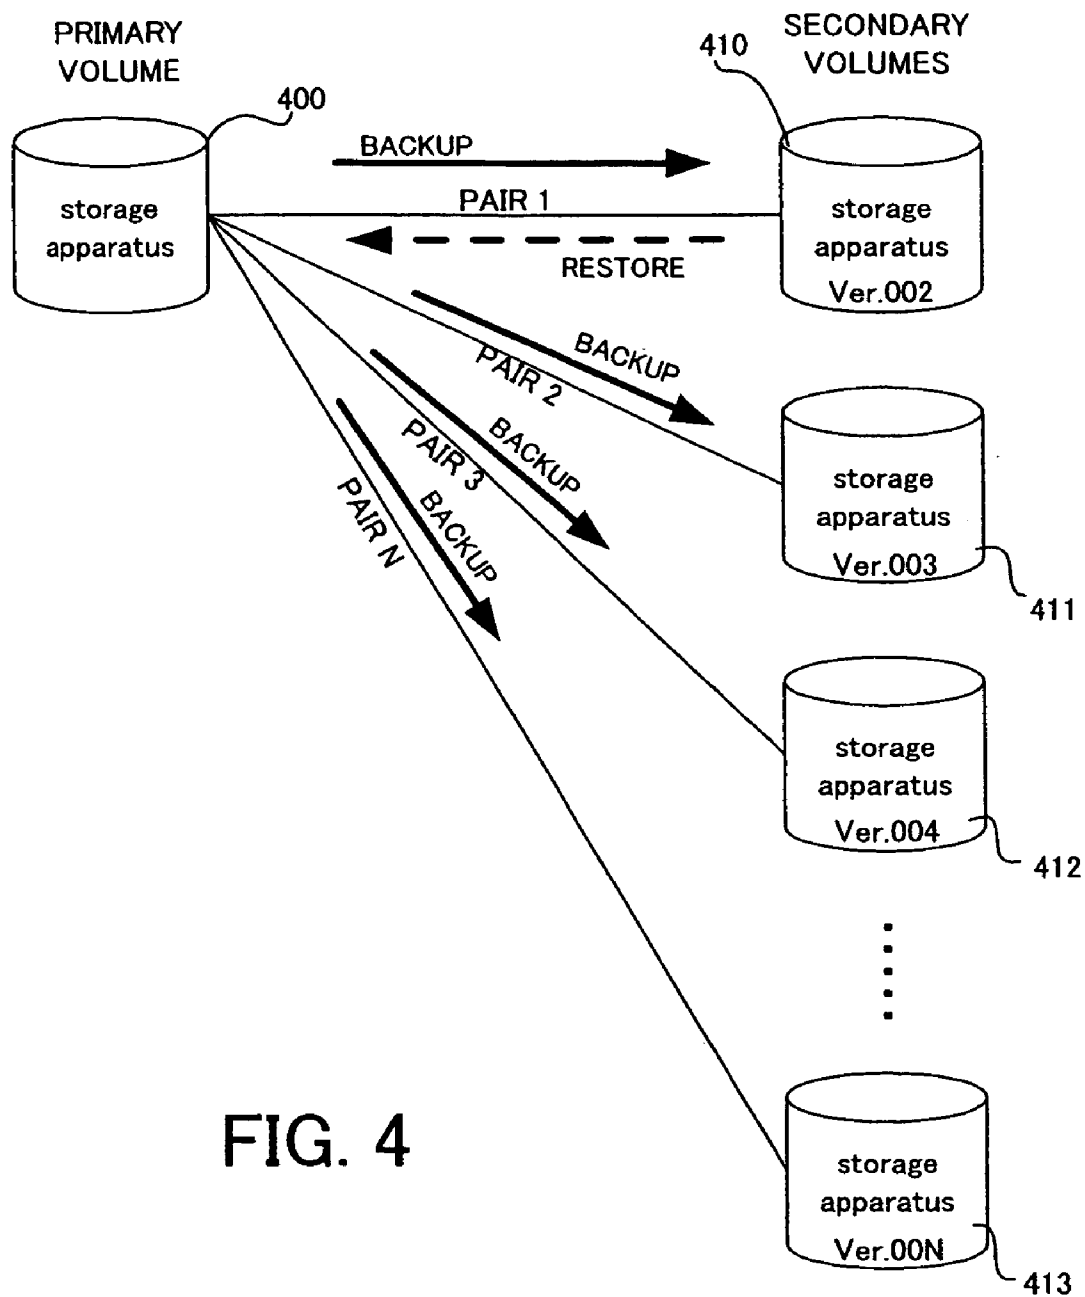 PRIMARY
VOLUME
400
storage
apparatus
SECONDARY
VOLUMES
410
BACKUP
PAIR 1
RESTORE
storage
apparatus
Ver.002
BACKUP
PAIR 2
storage
apparatus
Ver.003
411
BACKUP
PAIR 3
storage
apparatus
Ver.004
412
BACKUP
PAIR N
storage
apparatus
Ver.00N
413
FIG. 4